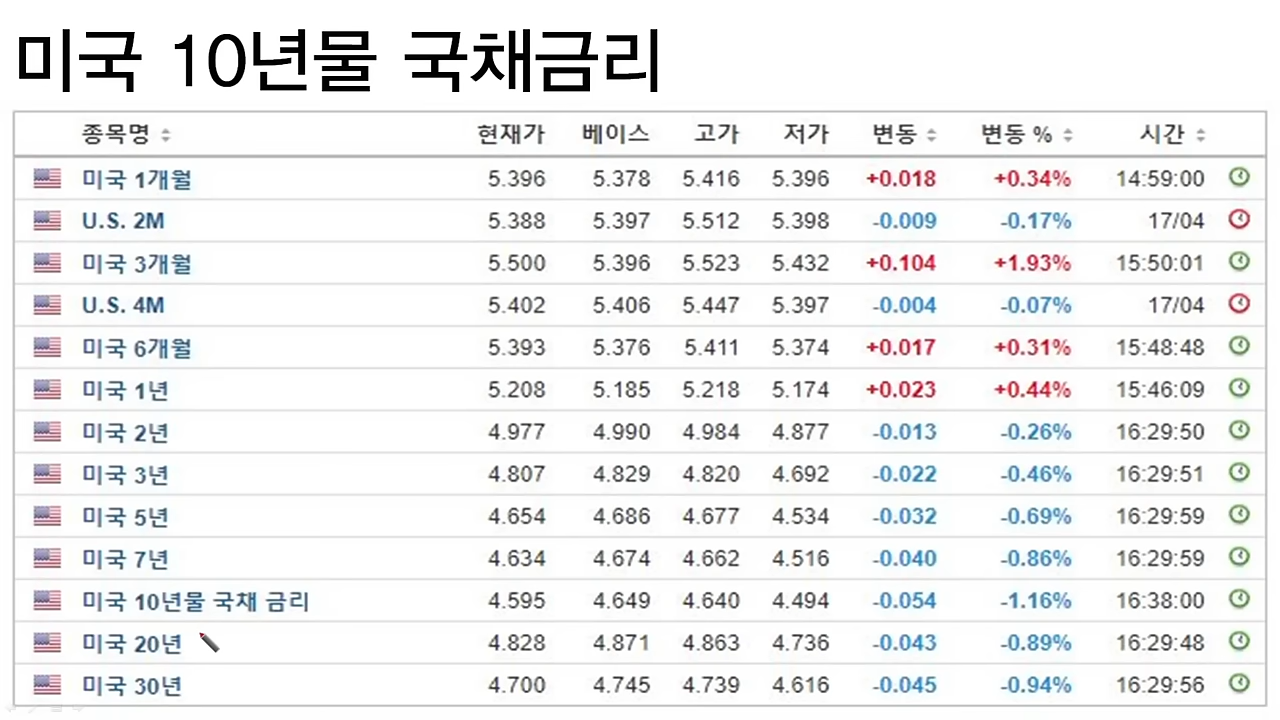 미국 10년물 국채금리
종목명 현재가 베이스 고가 저가 변동 변동 % 시간
미국 1개월 5.396 5.378 5.416 5.396 +0.018 +0.34% 14:59:00
U.S. 2M 5.388 5.397 5.512 5.398 -0.009 -0.17% 17/04
미국 3개월 5.500 5.396 5.523 5.432 +0.104 +1.93% 15:50:01
U.S. 4M 5.402 5.406 5.447 5.397 -0.004 -0.07% 17/04
미국 6개월 5.393 5.376 5.411 5.374 +0.017 +0.31% 15:48:48
미국 1년 5.208 5.185 5.218 5.174 +0.023 +0.44% 15:46:09
미국 2년 4.977 4.990 4.984 4.877 -0.013 -0.26% 16:29:50
미국 3년 4.807 4.829 4.820 4.692 -0.022 -0.46% 16:29:51
미국 5년 4.654 4.686 4.677 4.534 -0.032 -0.69% 16:29:59
미국 7년 4.634 4.674 4.662 4.516 -0.040 -0.86% 16:29:59
미국 10년물 국채 금리 4.595 4.649 4.640 4.494 -0.054 -1.16% 16:38:00
미국 20년 4.828 4.871 4.863 4.736 -0.043 -0.89% 16:29:48
미국 30년 4.700 4.745 4.739 4.616 -0.045 -0.94% 16:29:56